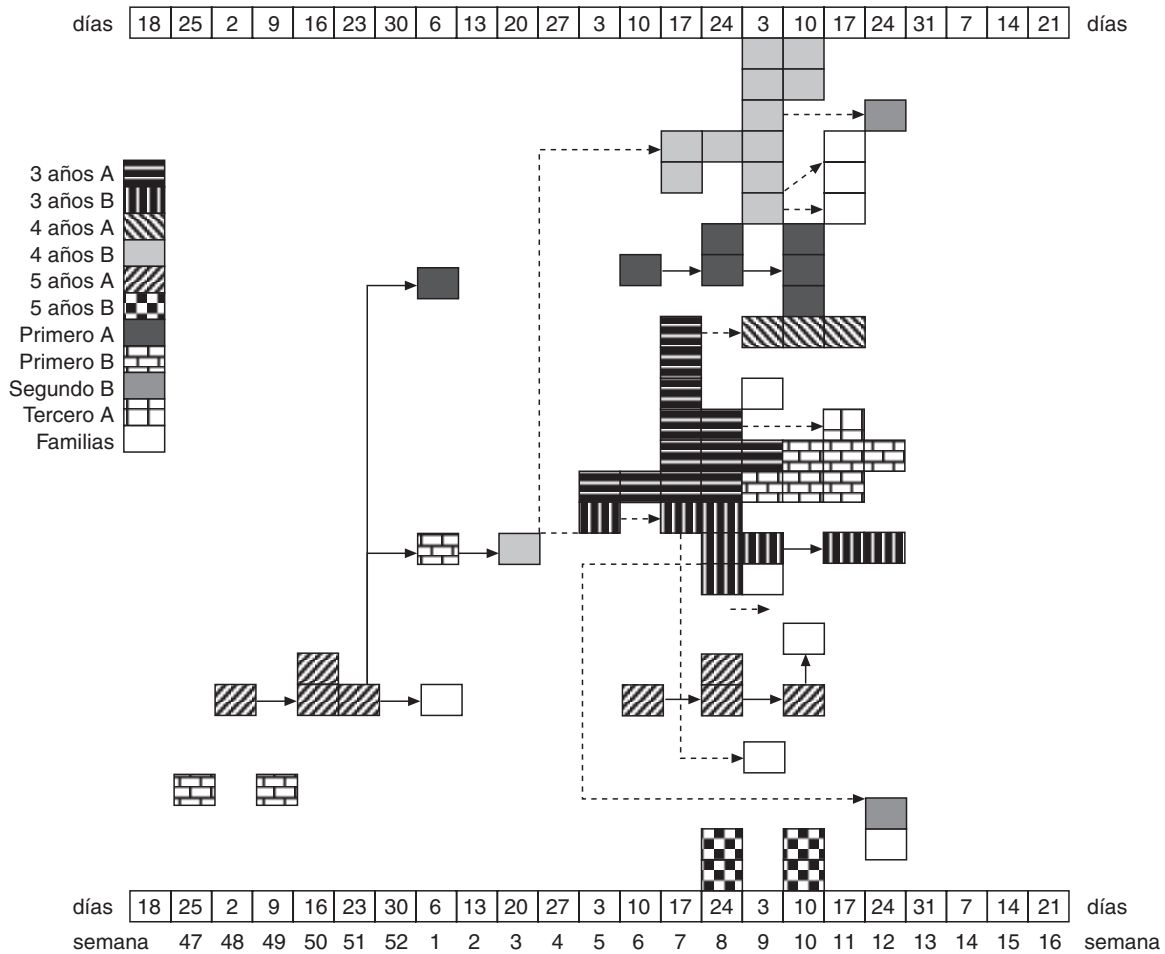 días 18 25 2 9 16 23 30 6 13 20 27 3 10 17 24 3 10 17 24 31 7 14 21 días
3 años A
3 años B
4 años A
4 años B
5 años A
5 años B
Primero A
Primero B
Segundo B
Tercero A
Familias
días 18 25 2 9 16 23 30 6 13 20 27 3 10 17 24 3 10 17 24 31 7 14 21 días
semana 47 48 49 50 51 52 1 2 3 4 5 6 7 8 9 10 11 12 13 14 15 16 semana